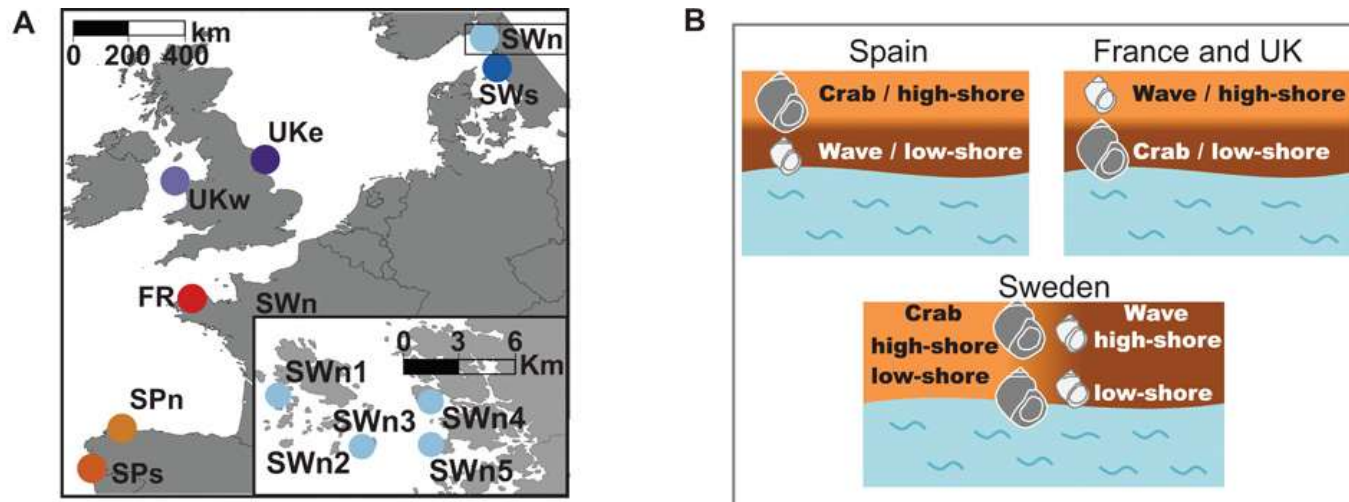 A
km
0 200 400
SWn
SWs
UKe
UKw
FR
SPn
SPs
SWn
0 3 6
Km
SWn1
SWn3
SWn4
SWn2
SWn5
B
Spain
Crab / high-shore
Wave / low-shore
France and UK
Wave / high-shore
Crab / low-shore
Sweden
Crab
high-shore
low-shore
Wave
high-shore
low-shore